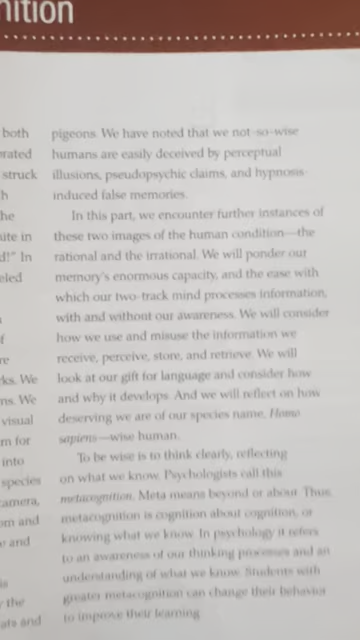 nition
both
rated
struck
h
he
ute in
d!" In
eled
f
re
ks. We
ns. We
visual
m for
into
species
camera,
om and
e and
the
ats and
pigeons. We have noted that we not-so-wise
humans are easily deceived by perceptual
illusions, pseudopsychic claims, and hypnosis-
induced false memories.
In this part, we encounter further instances of
these two images of the human condition—the
rational and the irrational. We will ponder our
memory's enormous capacity, and the ease with
which our two-track mind processes information,
with and without our awareness. We will consider
how we use and misuse the information we
receive, perceive, store, and retrieve. We will
look at our gift for language and consider how
and why it develops. And we will reflect on how
deserving we are of our species name, Homo
sapiens—wise human.
To be wise is to think clearly, reflecting
on what we know. Psychologists call this
metacognition. Meta means beyond or about. Thus,
metacognition is cognition about cognition, or
knowing what we know. In psychology it refers
to an awareness of our thinking processes and an
understanding of what we know. Students with
greater metacognition can change their behavior
to improve their learning.